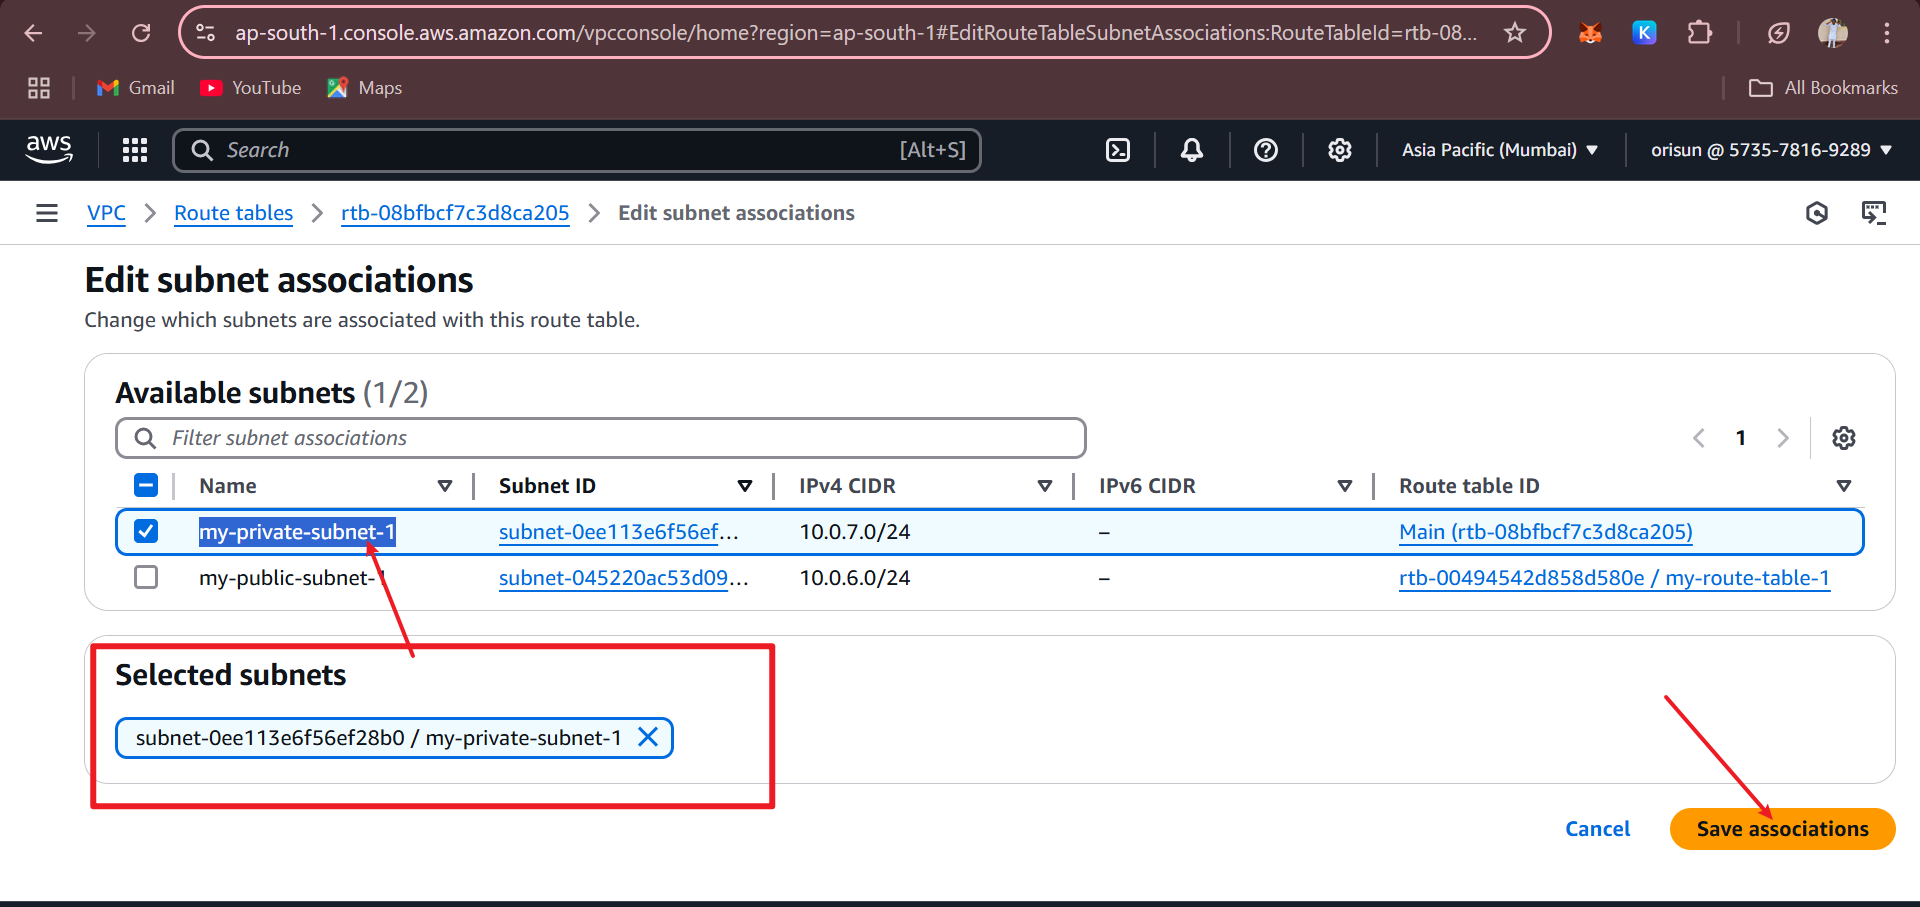 ap-south-1.console.aws.amazon.com/vpcconsole/home?region=ap-south-1#EditRouteTableSubnetAssociations:RouteTableId=rtb-08...
K
Gmail YouTube Maps All Bookmarks
aws Search [Alt+S] Asia Pacific (Mumbai) orisun @ 5735-7816-9289
VPC Route tables rtb-08bfbcf7c3d8ca205 Edit subnet associations
Edit subnet associations
Change which subnets are associated with this route table.
Available subnets (1/2)
Filter subnet associations 1
Name Subnet ID IPv4 CIDR IPv6 CIDR Route table ID
my-private-subnet-1 subnet-0ee113e6f56ef... 10.0.7.0/24 – Main (rtb-08bfbcf7c3d8ca205)
my-public-subnet-1 subnet-045220ac53d09... 10.0.6.0/24 – rtb-00494542d858d580e / my-route-table-1
Selected subnets
subnet-0ee113e6f56ef28b0 / my-private-subnet-1
Cancel Save associations